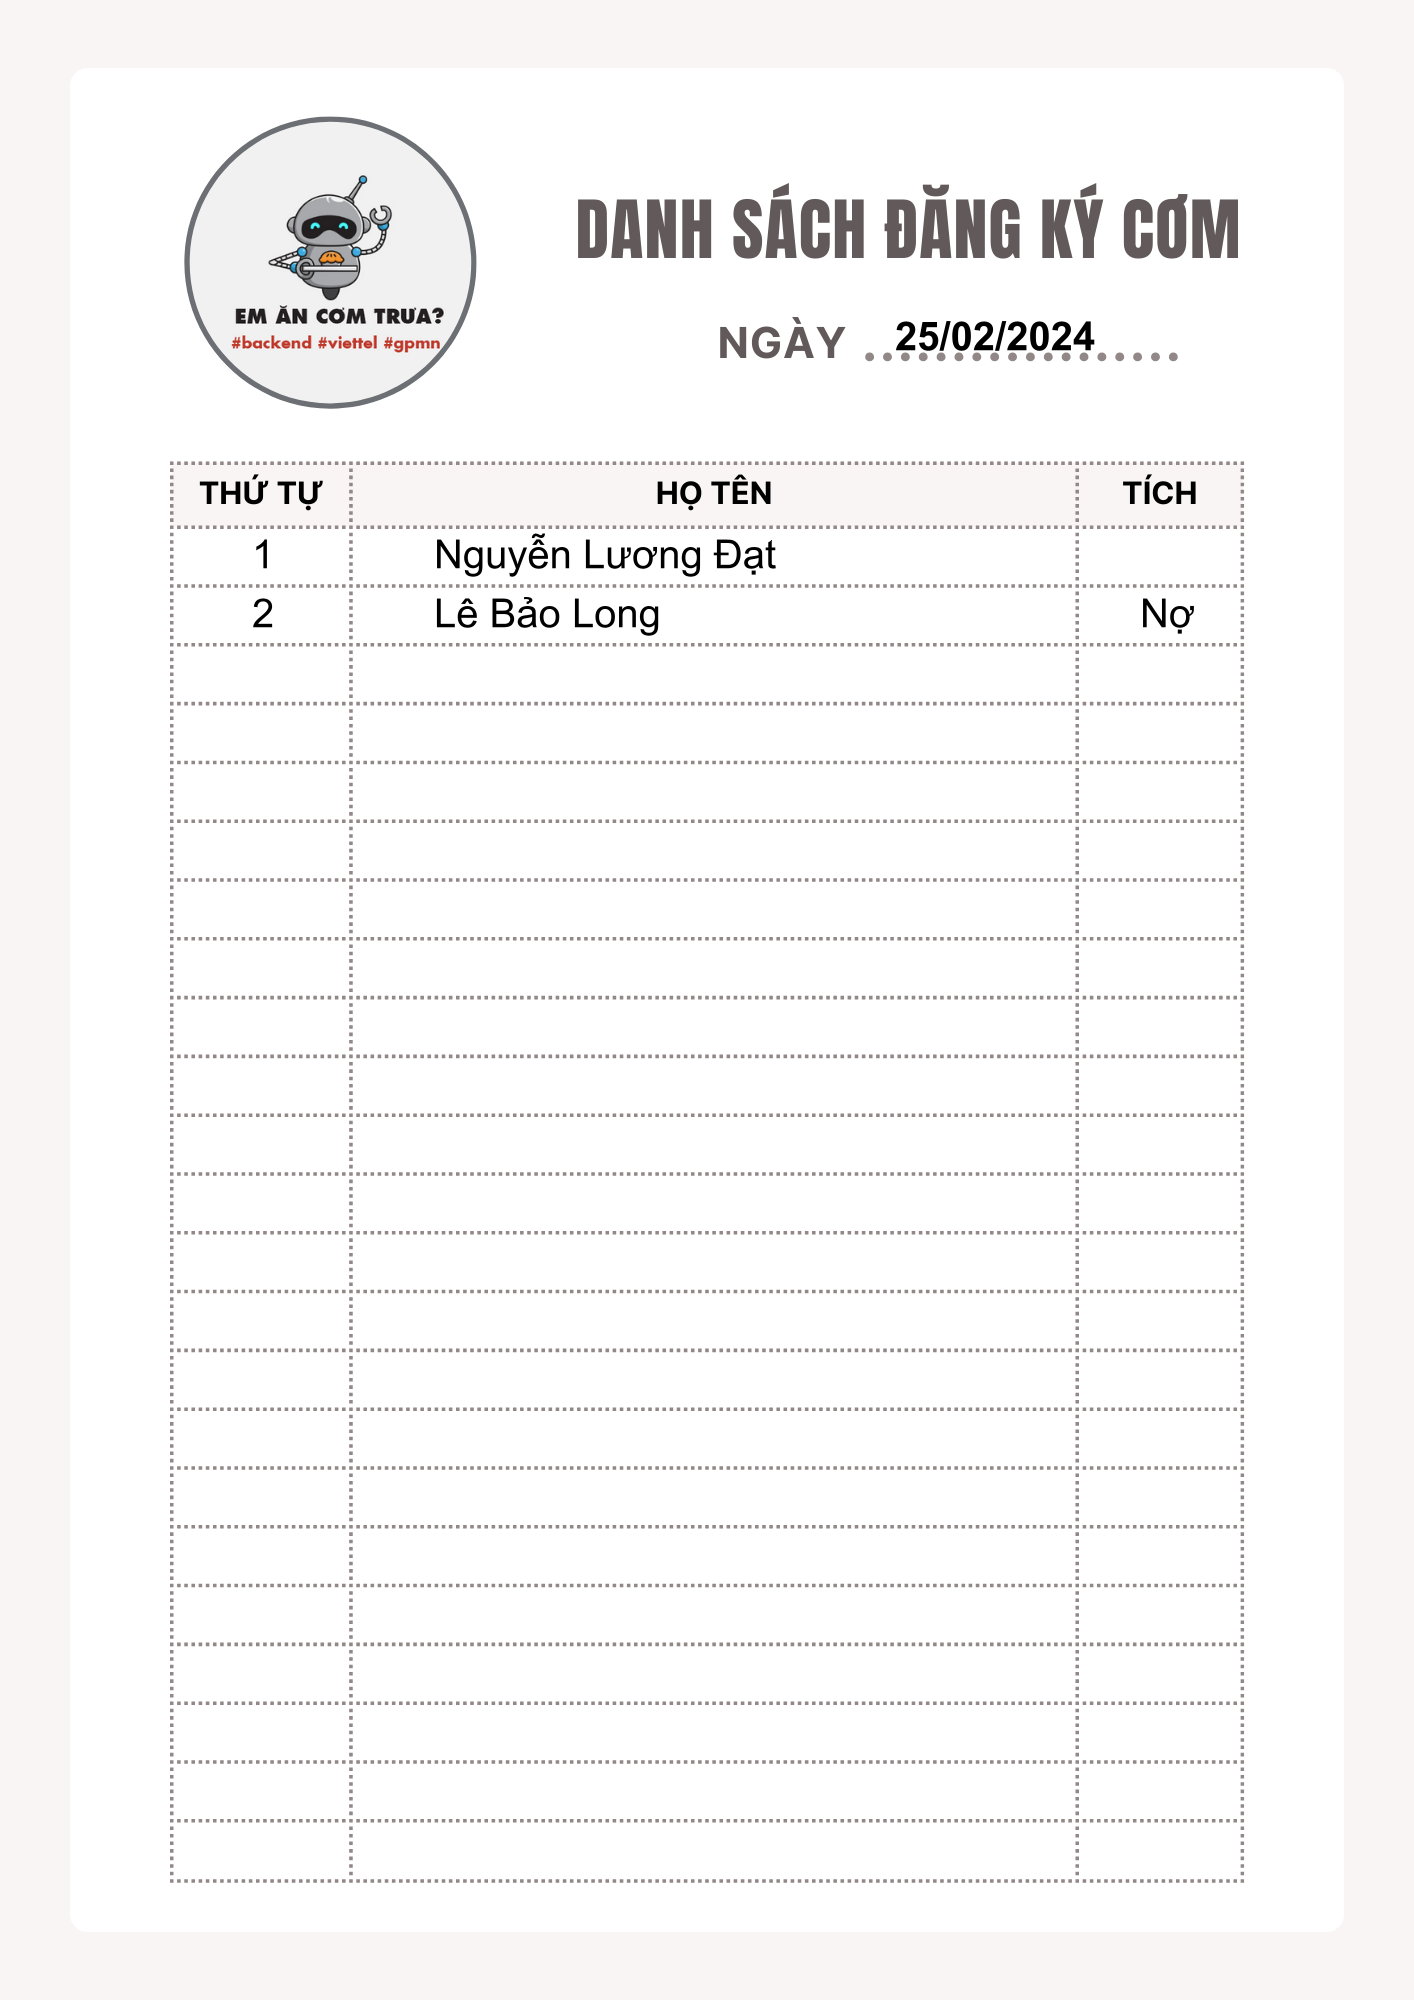 EM ĂN CƠM TRƯA?
#backend #viettel #gpmn
DANH SÁCH ĐĂNG KÝ CƠM
NGÀY 25/02/2024
THỨ TỰ HỌ TÊN TÍCH
1 Nguyễn Lương Đạt
2 Lê Bảo Long Nợ